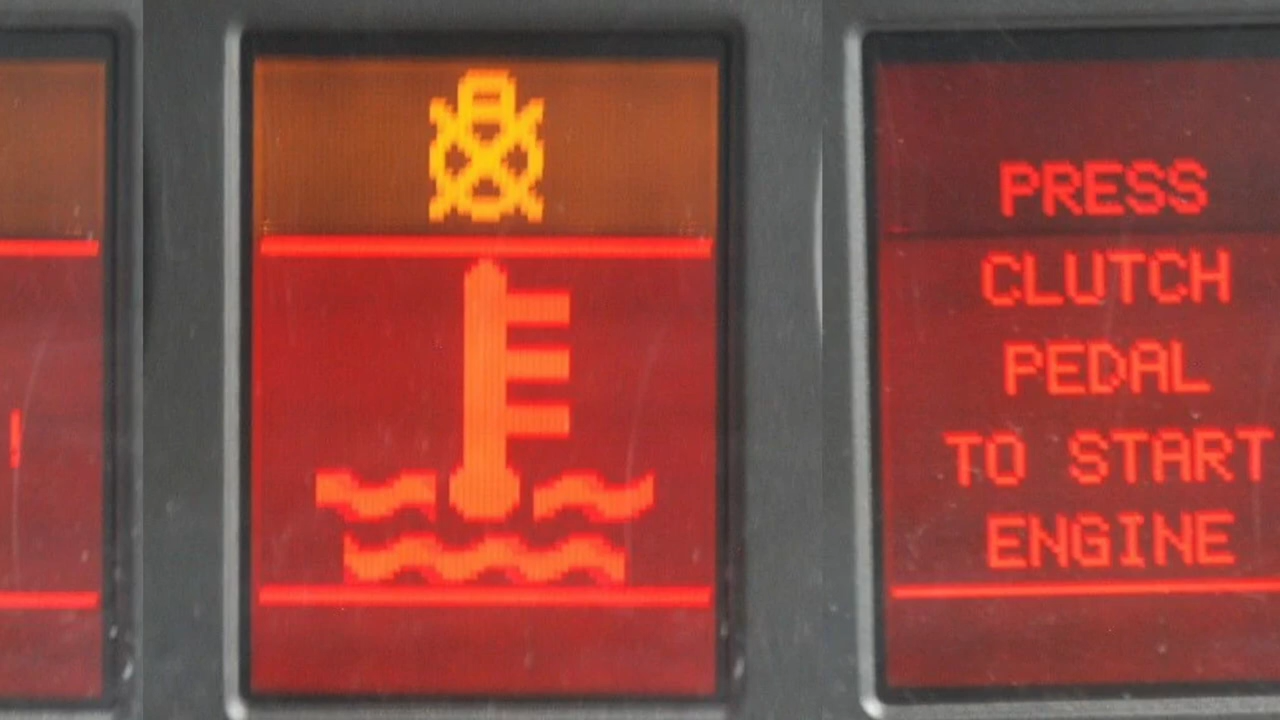 PRESS
CLUTCH
PEDAL
TO START
ENGINE